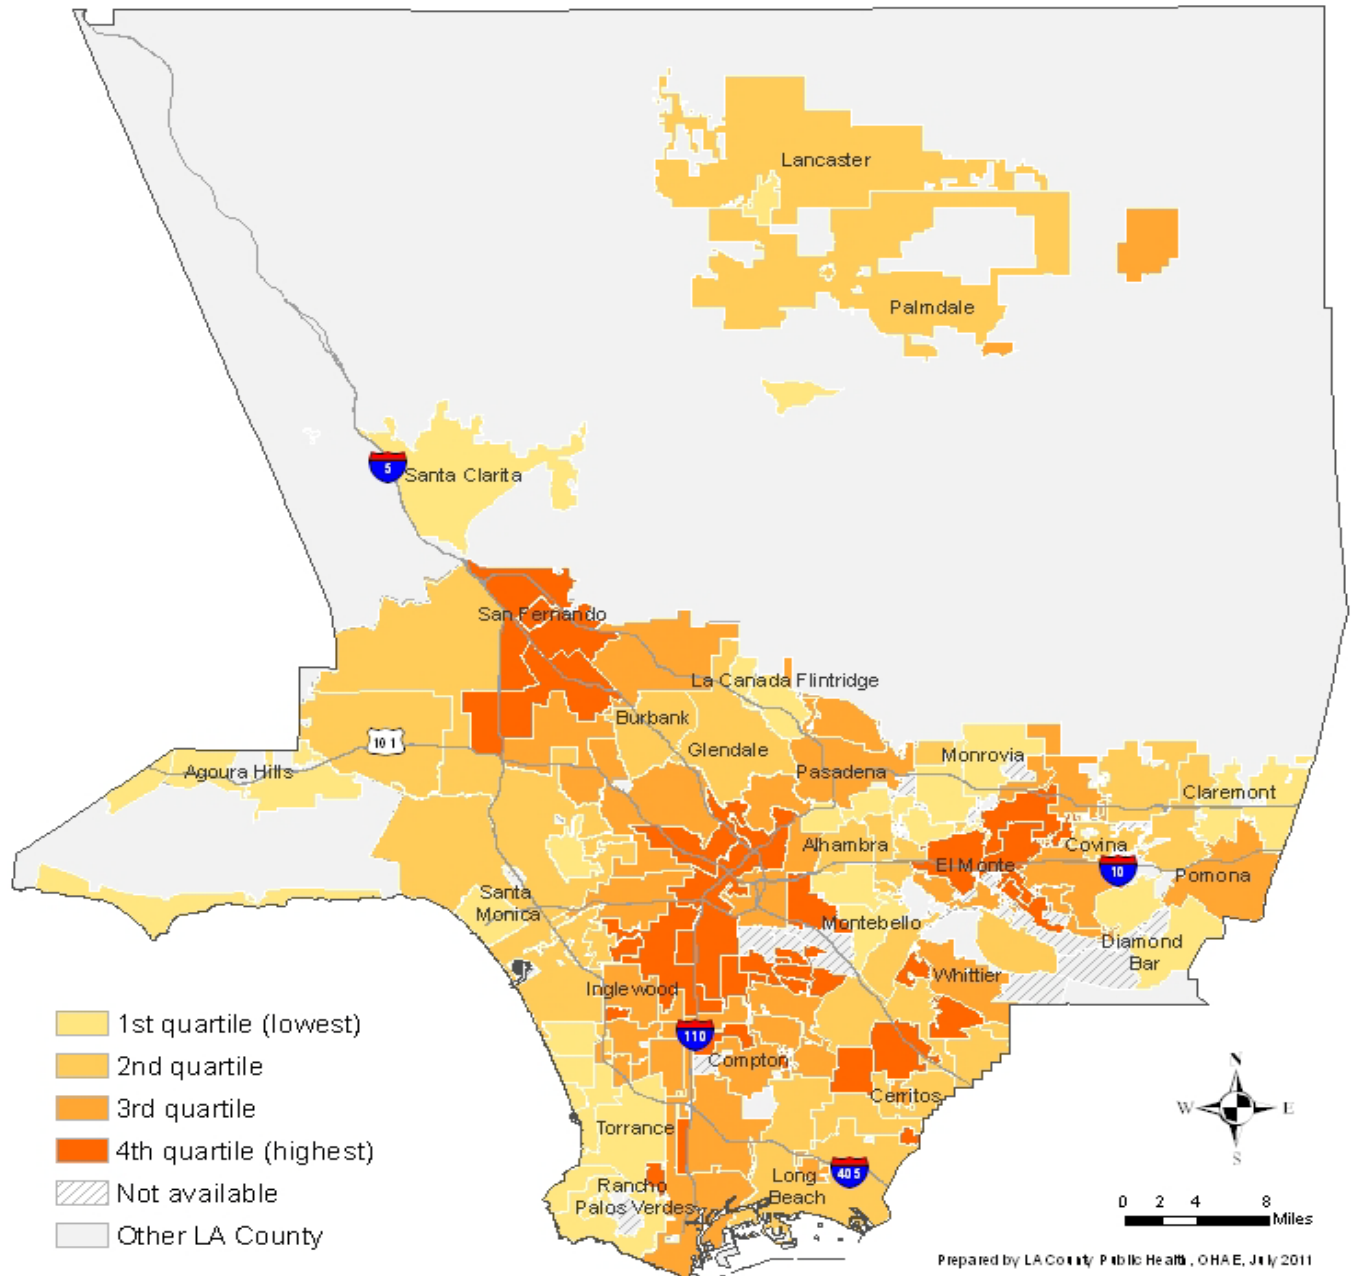 Lancaster
Palmdale
5
Santa Clarita
San Fernando
La Canada Flintridge
Burbank
101
Glendale
Monrovia
Agoura Hills
Pasadena
Claremont
Alhambra
Covina
El Monte
10
Pomona
Santa
Monica
Montebello
Diamond
Bar
Whittier
Inglewood
1st quartile (lowest)
110
2nd quartile
Compton
N
Cerritos
3rd quartile
W
E
Torrance
4th quartile (highest)
S
405
Long
Beach
Rancho
Palos Verdes
Not available
0 2 4 8
Miles
Other LA County
Prepared by LA County Public Health, OHAE, July 2011